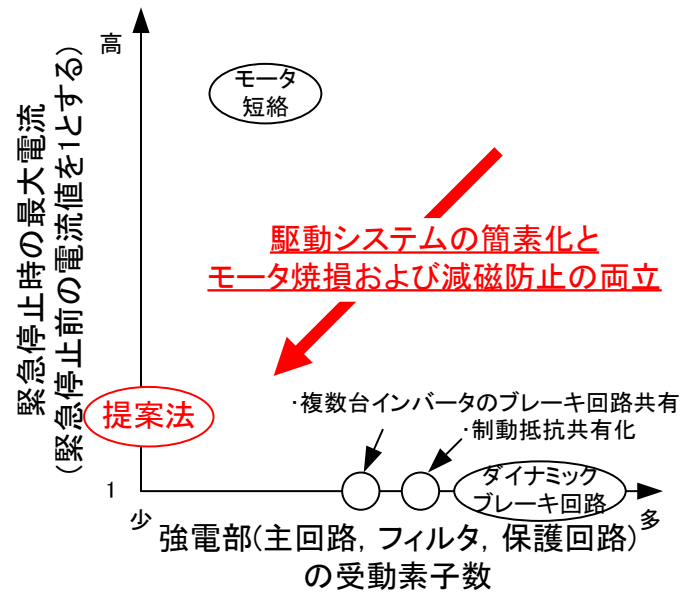 高
緊急停止時の最大電流
(緊急停止前の電流値を1とする)
モータ
短絡
駆動システムの簡素化と
モータ焼損および減磁防止の両立
提案法
・複数台インバータのブレーキ回路共有
・制動抵抗共有化
ダイナミック
ブレーキ回路
1
少
多
強電部(主回路, フィルタ, 保護回路)
の受動素子数